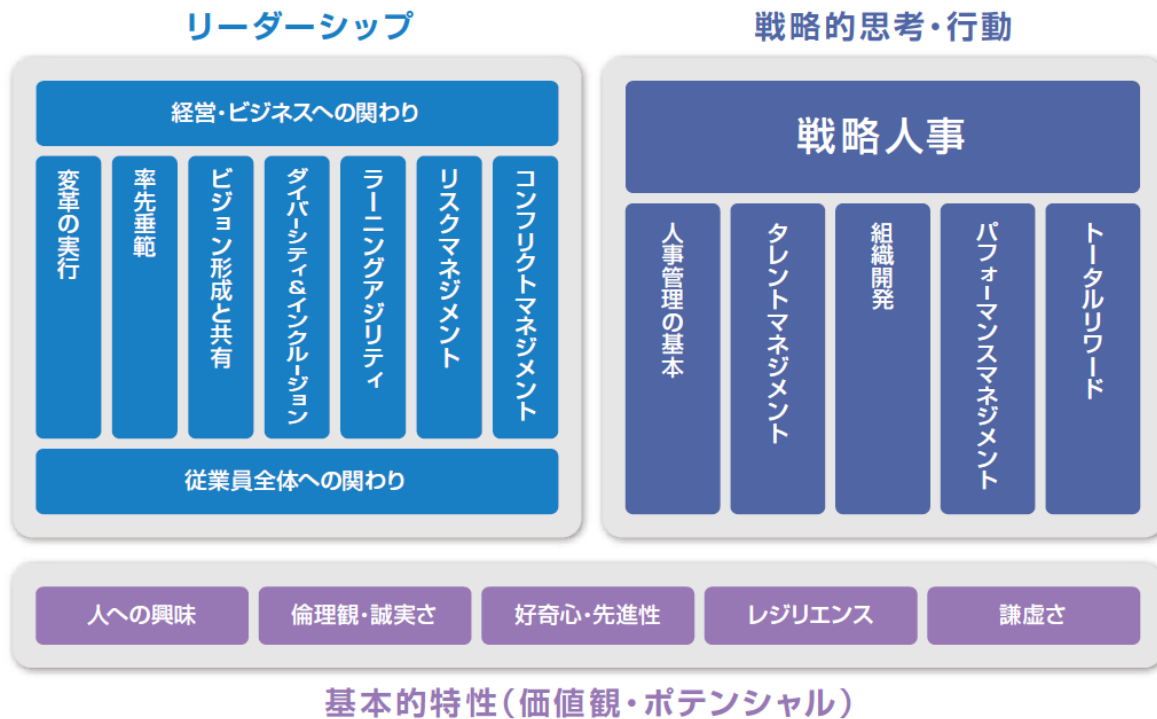 リーダーシップ
経営・ビジネスへの関わり
変革の実行
率先垂範
ビジョン形成と共有
ダイバーシティ&インクルージョン
ラーニングアジリティ
リスクマネジメント
コンフリクトマネジメント
従業員全体への関わり
戦略的思考・行動
戦略人事
人事管理の基本
タレントマネジメント
組織開発
パフォーマンスマネジメント
トータルリワード
人への興味
倫理観・誠実さ
好奇心・先進性
レジリエンス
謙虚さ
基本的特性(価値観・ポテンシャル)